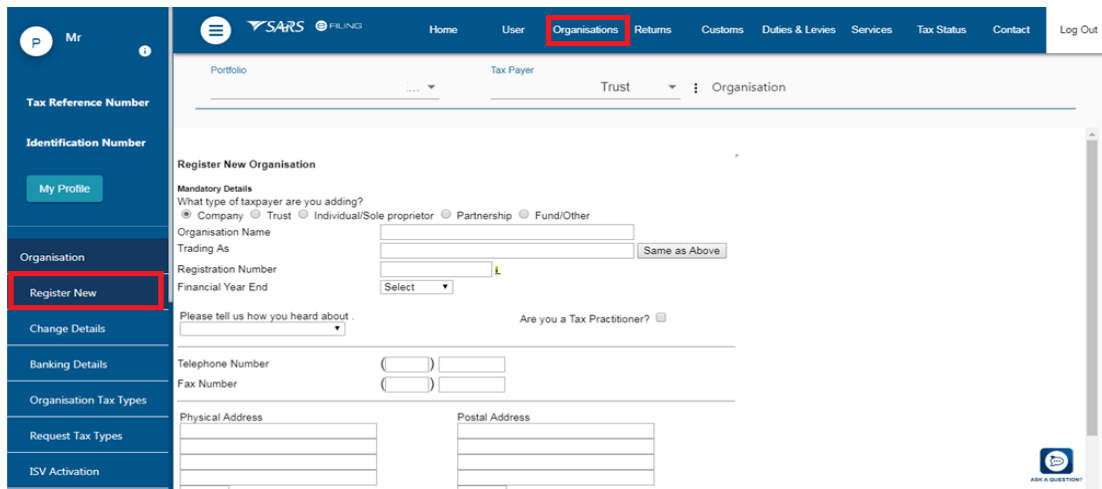 P
Mr
i
Tax Reference Number
Identification Number
My Profile
Organisation
Register New
Change Details
Banking Details
Organisation Tax Types
Request Tax Types
ISV Activation
SARS eFILING
Home User Organisations Returns Customs Duties & Levies Services Tax Status Contact Log Out
Portfolio Tax Payer
... Trust Organisation
Register New Organisation
Mandatory Details
What type of taxpayer are you adding?
Company Trust Individual/Sole proprietor Partnership Fund/Other
Organisation Name
Trading As Same as Above
Registration Number i
Financial Year End Select
Please tell us how you heard about . Are you a Tax Practitioner?
Telephone Number ( )
Fax Number ( )
Physical Address Postal Address
ASK A QUESTION?